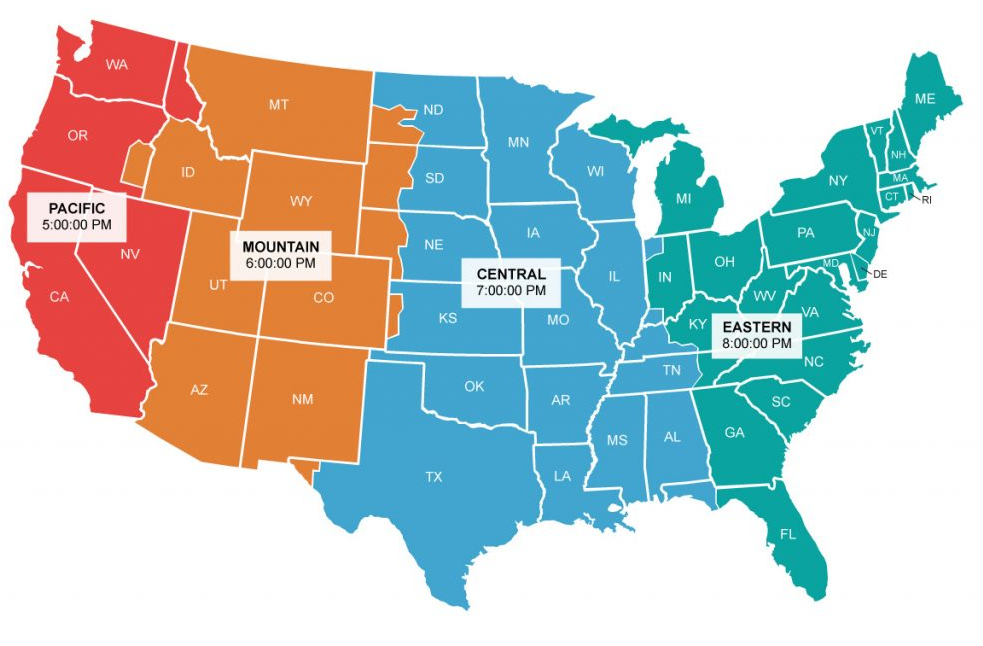 WA
MT
ND
MN
ME
OR
ID
SD
WI
MI
VT
NH
NY
MA
CT
RI
WY
PACIFIC
5:00:00 PM
NV
MOUNTAIN
6:00:00 PM
NE
IA
PA
NJ
CA
UT
CO
CENTRAL
7:00:00 PM
IL
IN
OH
MD
DE
WV
VA
KS
MO
KY
EASTERN
8:00:00 PM
NC
AZ
NM
OK
AR
TN
SC
TX
LA
MS
AL
GA
FL